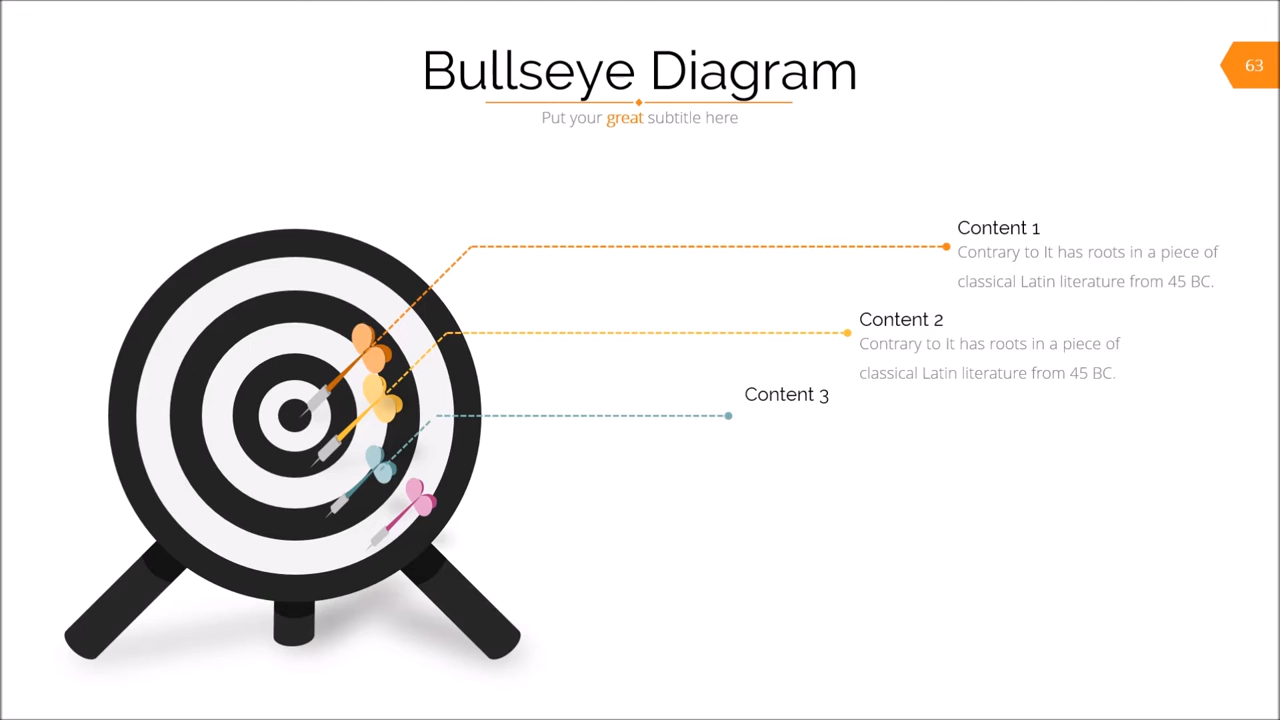 Bullseye Diagram
63
Put your great subtitle here
Content 1
Contrary to It has roots in a piece of
classical Latin literature from 45 BC.
Content 2
Contrary to It has roots in a piece of
classical Latin literature from 45 BC.
Content 3